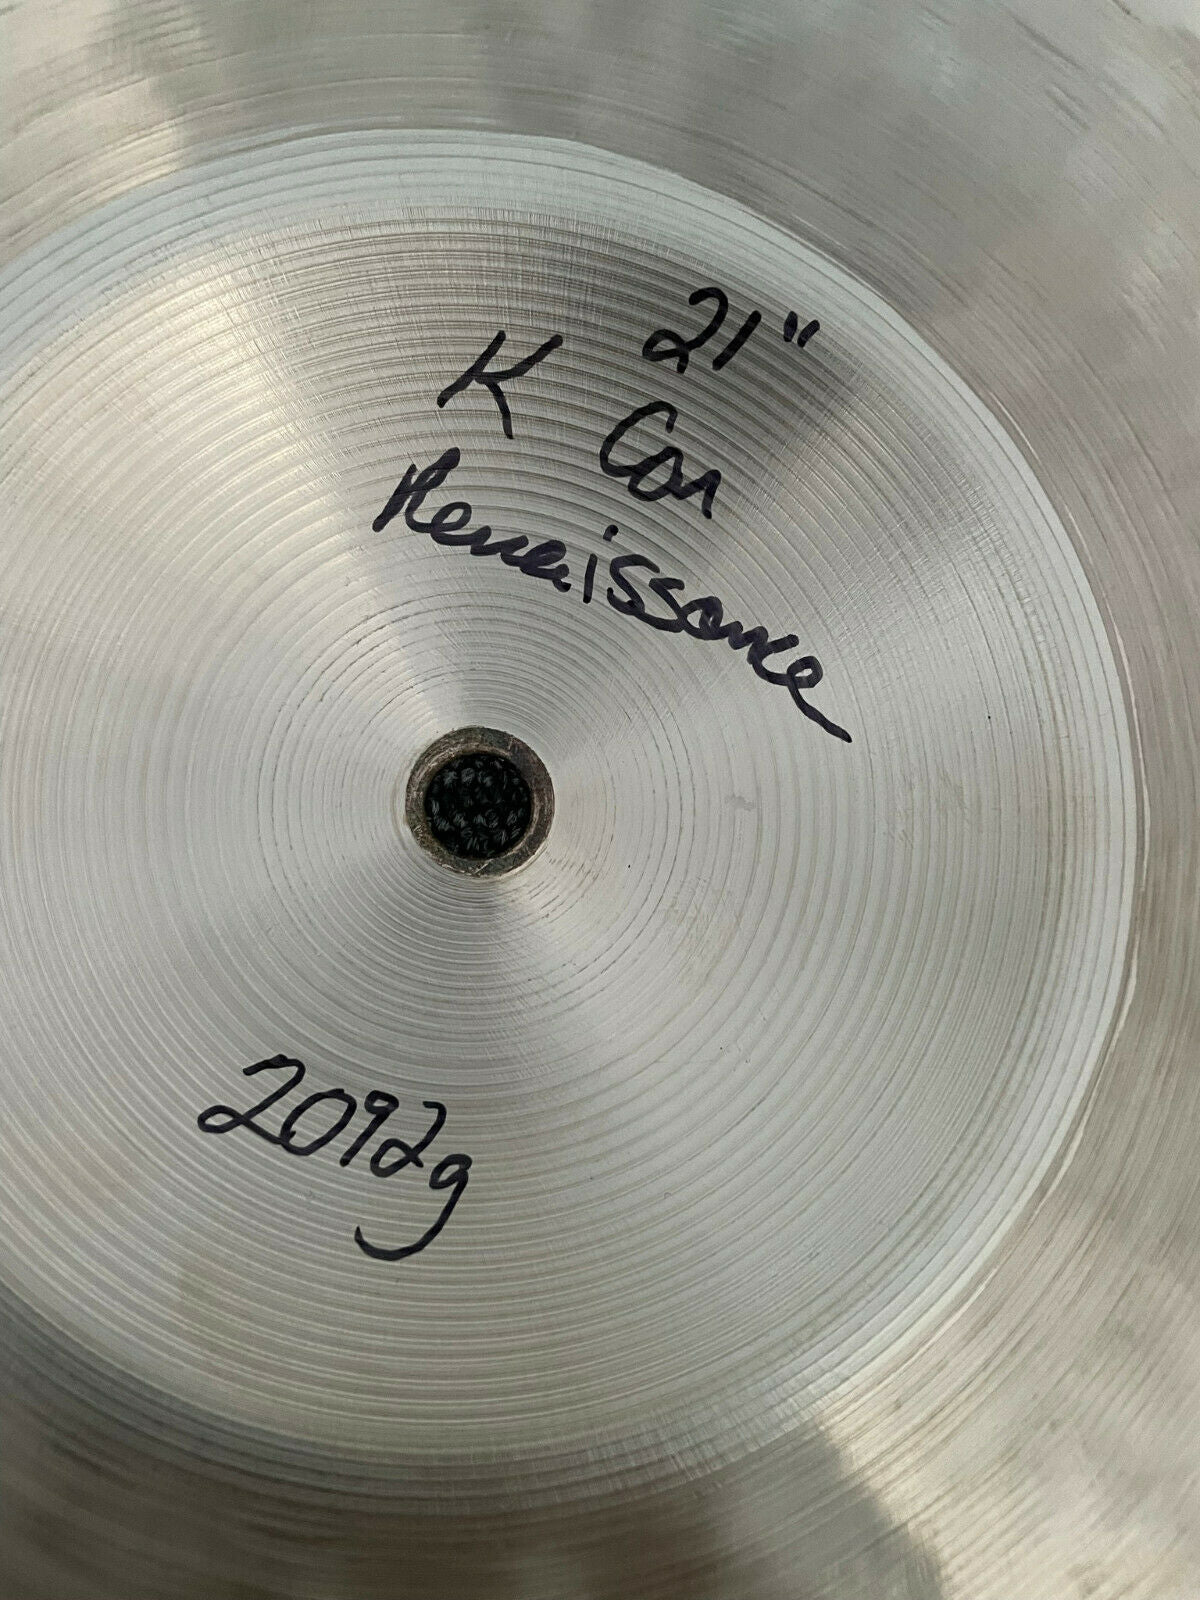 21"
K Con
Renaissance
2092g